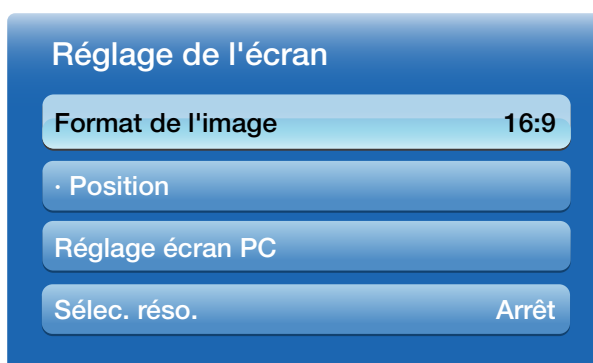 Réglage de l'écran
Format de l'image 16:9
· Position
Réglage écran PC
Sélec. réso. Arrêt